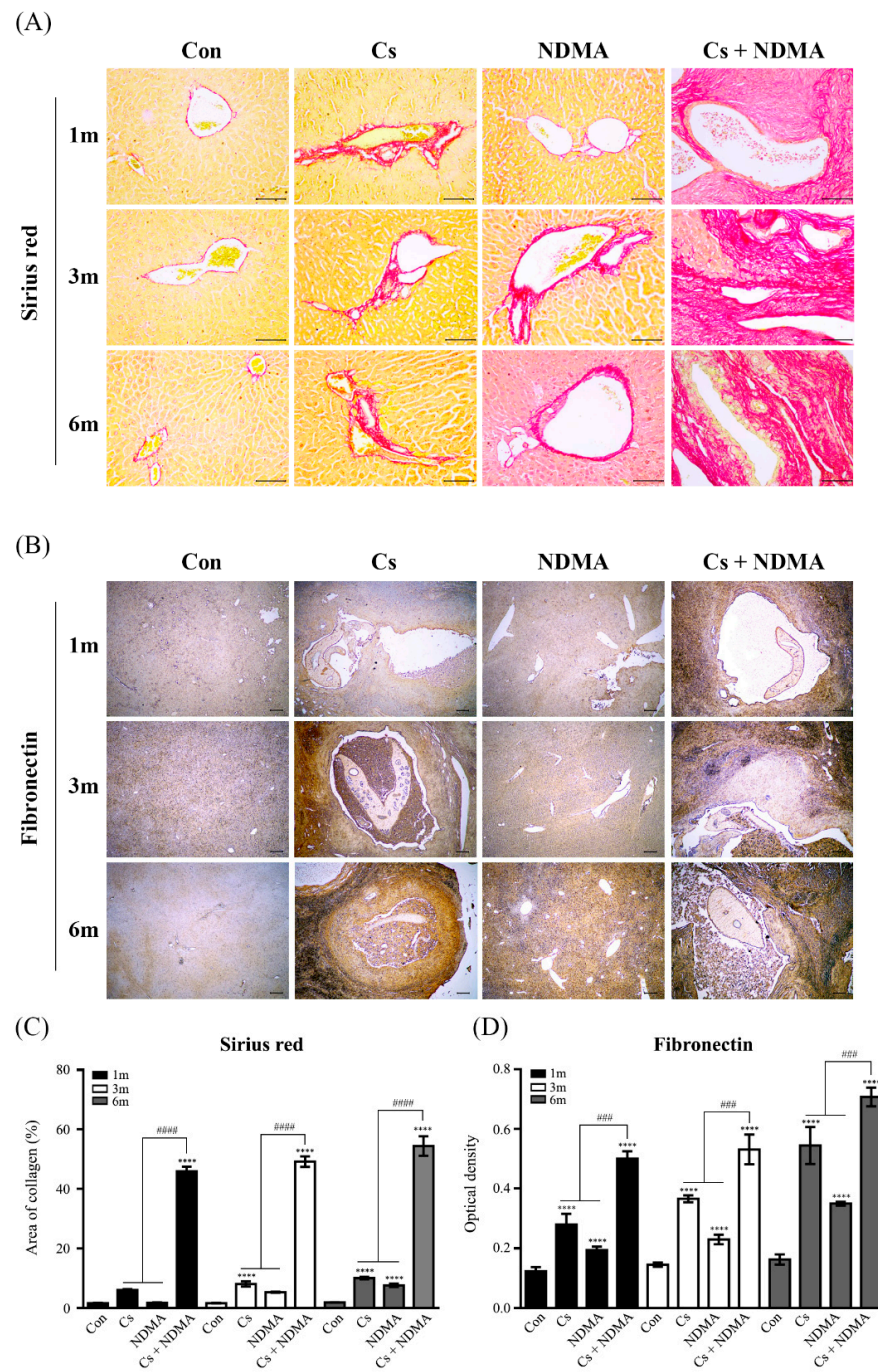 (A)
Con Cs NDMA Cs + NDMA
Sirius red
1m
3m
6m
(B)
Con Cs NDMA Cs + NDMA
Fibronectin
1m
3m
6m
(C)
Sirius red
Area of collagen (%)
80
60
40
20
0
1m
3m
6m
####
####
####
****
****
****
****
****
****
Con Cs NDMA Cs + NDMA Con Cs NDMA Cs + NDMA Con Cs NDMA Cs + NDMA
(D)
Fibronectin
Optical density
0.8
0.6
0.4
0.2
0.0
1m
3m
6m
###
###
###
****
****
****
****
****
****
****
****
****
Con Cs NDMA Cs + NDMA Con Cs NDMA Cs + NDMA Con Cs NDMA Cs + NDMA